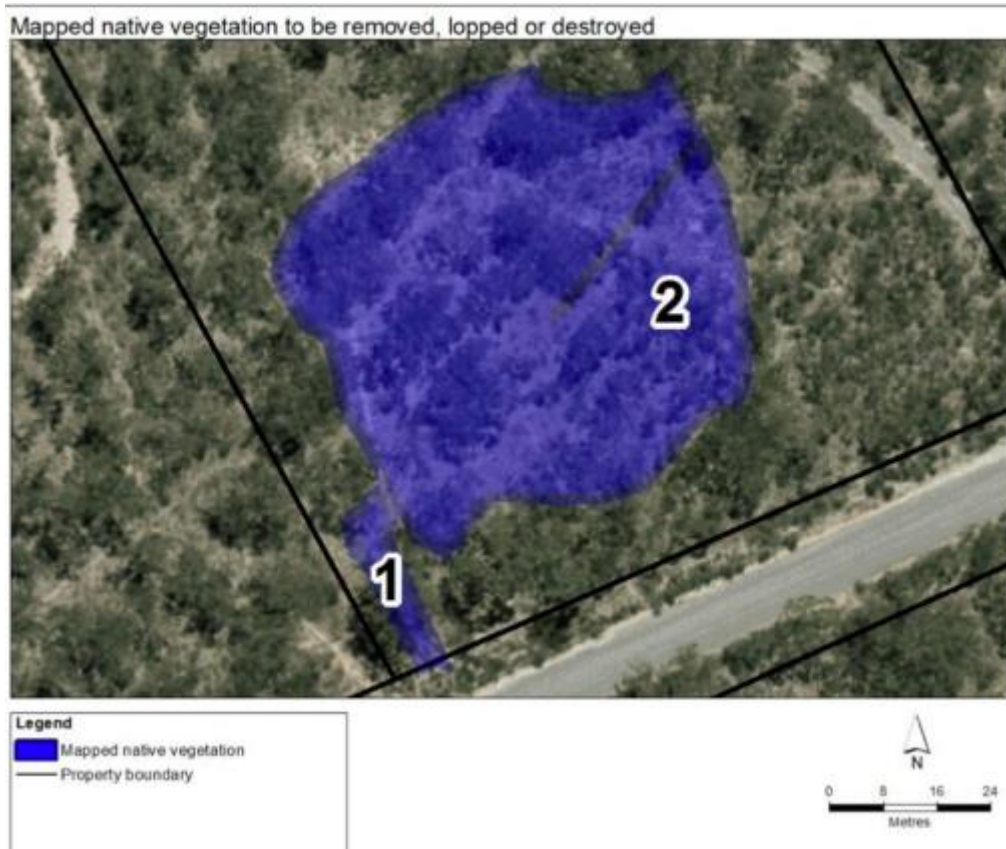 Mapped native vegetation to be removed, lopped or destroyed
2
1
Legend
Mapped native vegetation
Property boundary
N
0 8 16 24
Metres